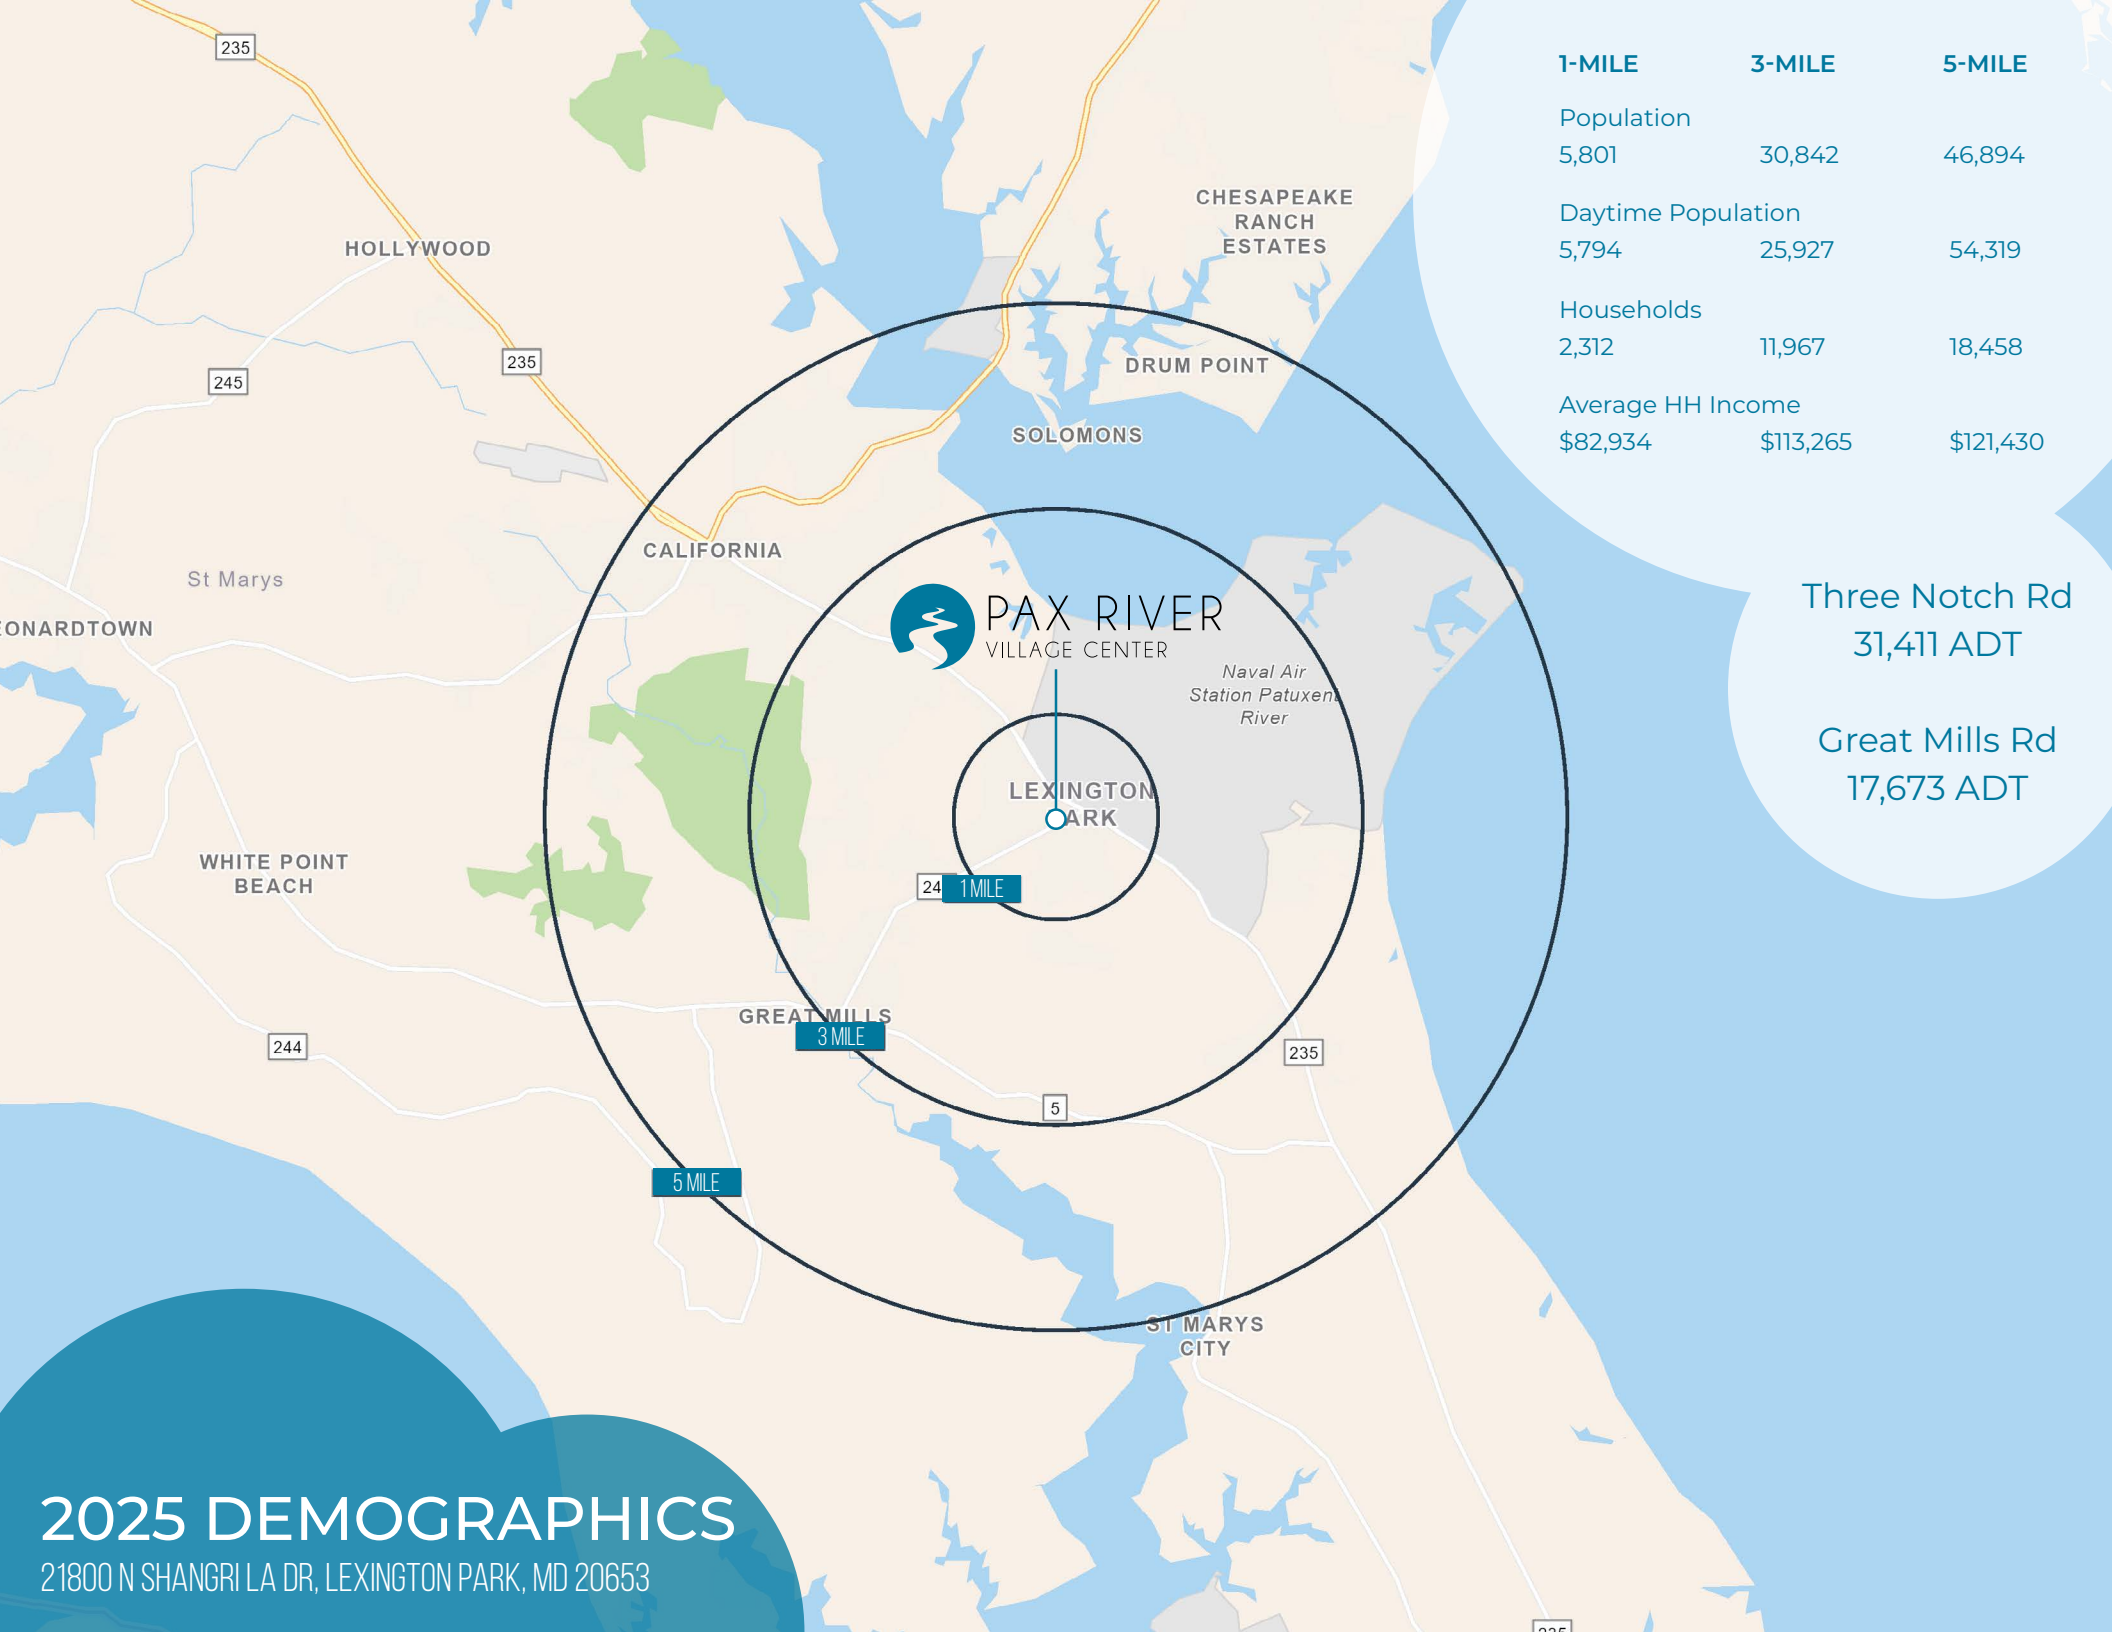 1-MILE 3-MILE 5-MILE
Population
5,801 30,842 46,894
Daytime Population
5,794 25,927 54,319
Households
2,312 11,967 18,458
Average HH Income
$82,934 $113,265 $121,430
Three Notch Rd
31,411 ADT
Great Mills Rd
17,673 ADT
235
CHESAPEAKE
RANCH
ESTATES
HOLLYWOOD
235
245
DRUM POINT
SOLOMONS
CALIFORNIA
St Marys
EONARDTOWN
PAX RIVER
VILLAGE CENTER
Naval Air
Station Patuxent
River
LEXINGTON
ARK
WHITE POINT
BEACH
24
1 MILE
GREAT MILLS
3 MILE
244
235
5
5 MILE
ST MARYS
CITY
2025 DEMOGRAPHICS
21800 N SHANGRI LA DR, LEXINGTON PARK, MD 20653
235